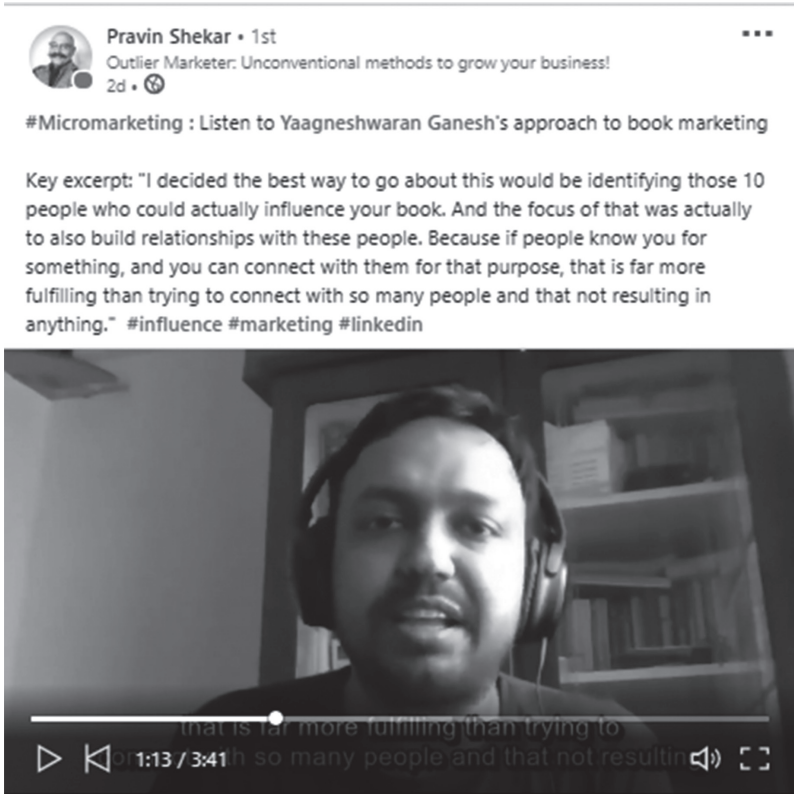 Pravin Shekar • 1st
Outlier Marketer: Unconventional methods to grow your business!
2d •
#Micromarketing : Listen to Yaagneshwaran Ganesh's approach to book marketing
Key excerpt: "I decided the best way to go about this would be identifying those 10
people who could actually influence your book. And the focus of that was actually
to also build relationships with these people. Because if people know you for
something, and you can connect with them for that purpose, that is far more
fulfilling than trying to connect with so many people and that not resulting in
anything." #influence #marketing #linkedin
that is far more fulfilling than trying to
so many people and that not resulting
1:13 / 3:41